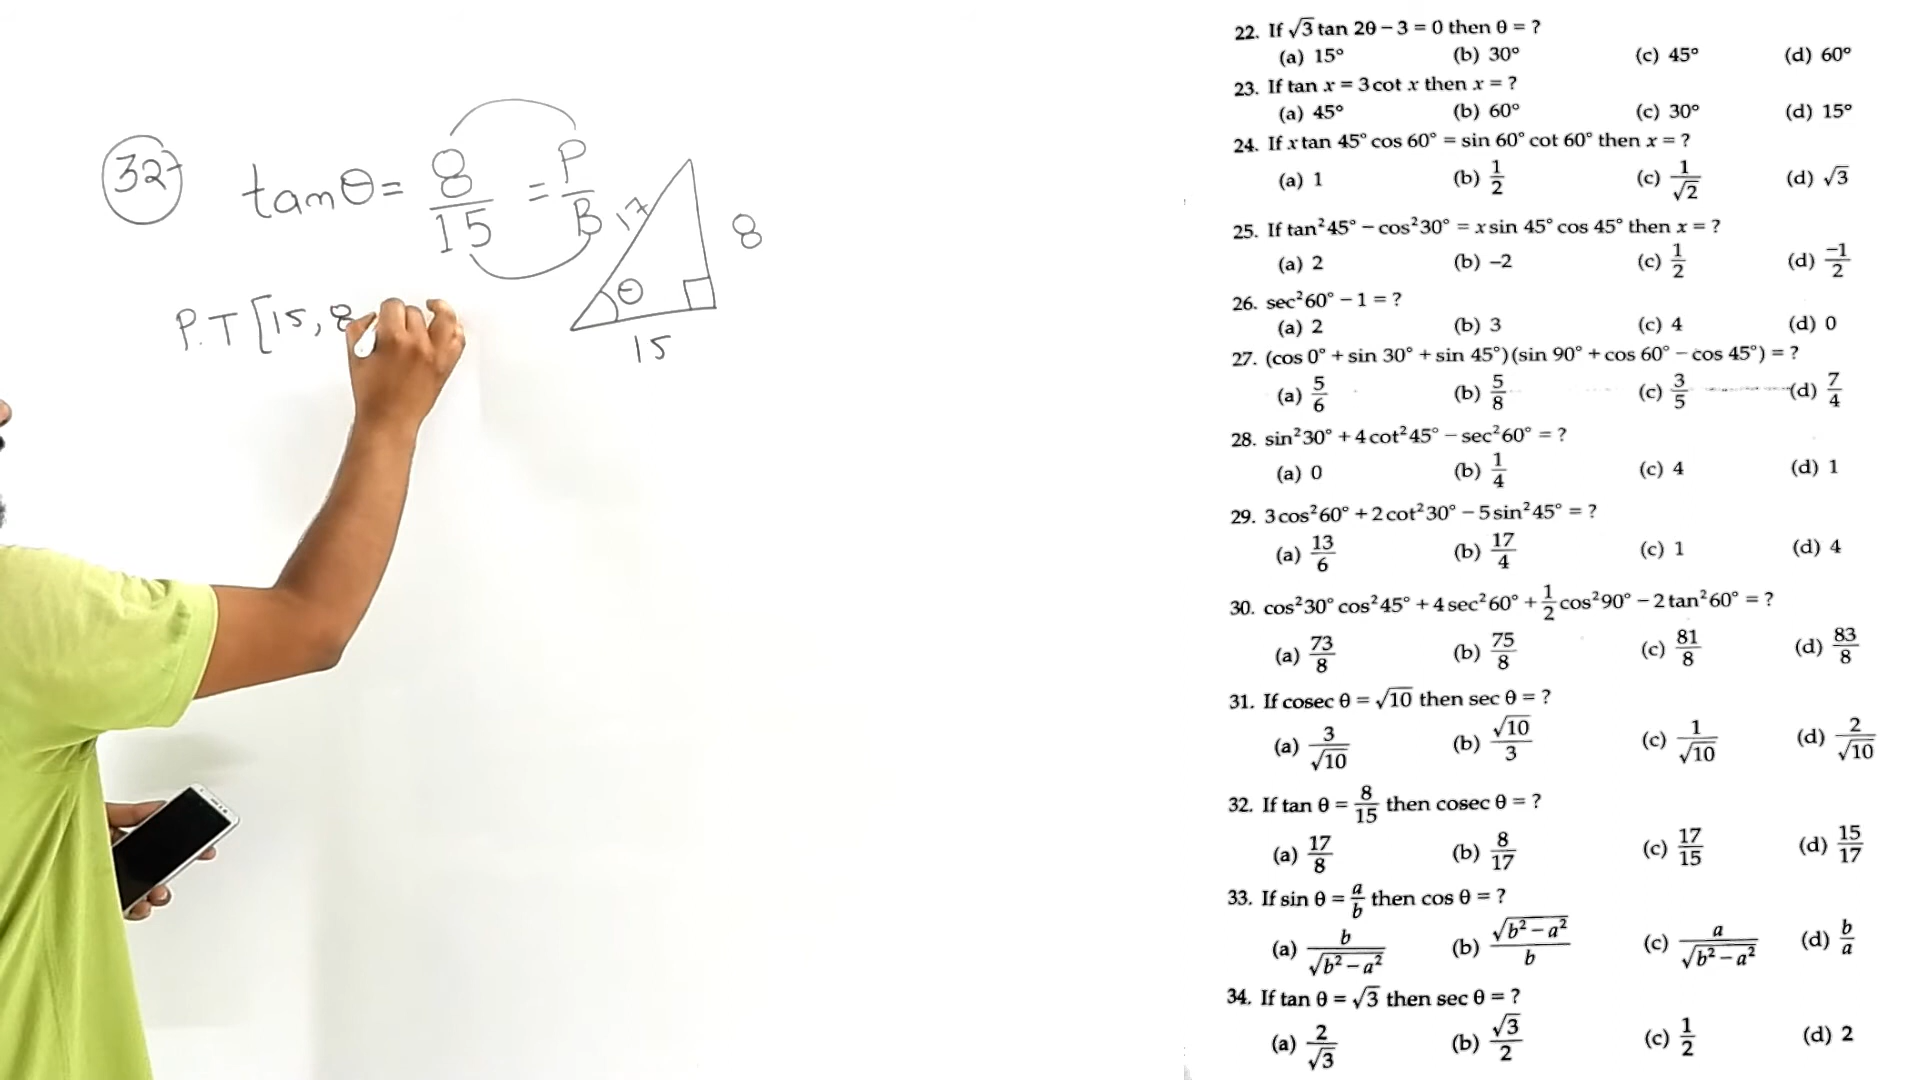 32
tanθ = 8/15 = P/B
17
8
θ
15
P.T [15, 8
22. If √3 tan 2θ − 3 = 0 then θ = ?
(a) 15° (b) 30° (c) 45° (d) 60°
23. If tan x = 3 cot x then x = ?
(a) 45° (b) 60° (c) 30° (d) 15°
24. If x tan 45° cos 60° = sin 60° cot 60° then x = ?
(a) 1 (b) 1/2 (c) 1/√2 (d) √3
25. If tan²45° − cos²30° = x sin 45° cos 45° then x = ?
(a) 2 (b) −2 (c) 1/2 (d) −1/2
26. sec²60° − 1 = ?
(a) 2 (b) 3 (c) 4 (d) 0
27. (cos 0° + sin 30° + sin 45°)(sin 90° + cos 60° − cos 45°) = ?
(a) 5/6 (b) 5/8 (c) 3/5 (d) 7/4
28. sin²30° + 4 cot²45° − sec²60° = ?
(a) 0 (b) 1/4 (c) 4 (d) 1
29. 3 cos²60° + 2 cot²30° − 5 sin²45° = ?
(a) 13/6 (b) 17/4 (c) 1 (d) 4
30. cos²30° cos²45° + 4 sec²60° + 1/2 cos²90° − 2 tan²60° = ?
(a) 73/8 (b) 75/8 (c) 81/8 (d) 83/8
31. If cosec θ = √10 then sec θ = ?
(a) 3/√10 (b) √10/3 (c) 1/√10 (d) 2/√10
32. If tan θ = 8/15 then cosec θ = ?
(a) 17/8 (b) 8/17 (c) 17/15 (d) 15/17
33. If sin θ = a/b then cos θ = ?
(a) b/√(b² − a²) (b) √(b² − a²)/b (c) a/√(b² − a²) (d) b/a
34. If tan θ = √3 then sec θ = ?
(a) 2/√3 (b) √3/2 (c) 1/2 (d) 2